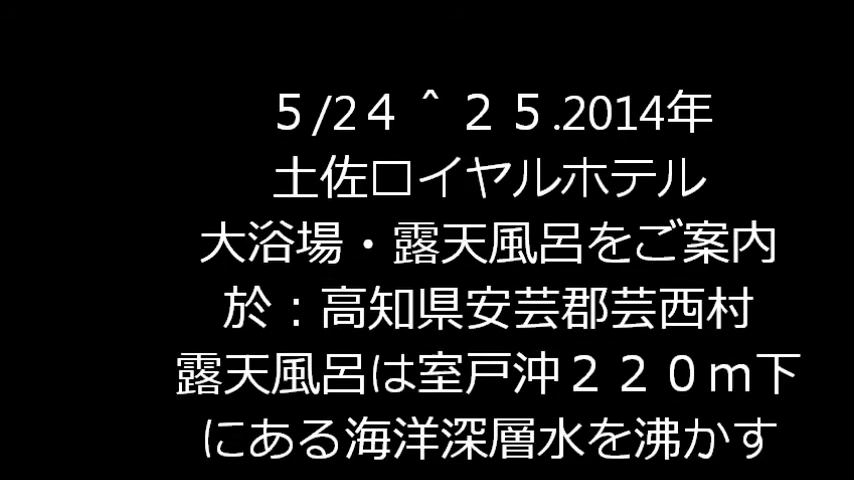 ５/2４＾２５.2014年
土佐ロイヤルホテル
大浴場・露天風呂をご案内
於：高知県安芸郡芸西村
露天風呂は室戸沖２２０ｍ下
にある海洋深層水を沸かす